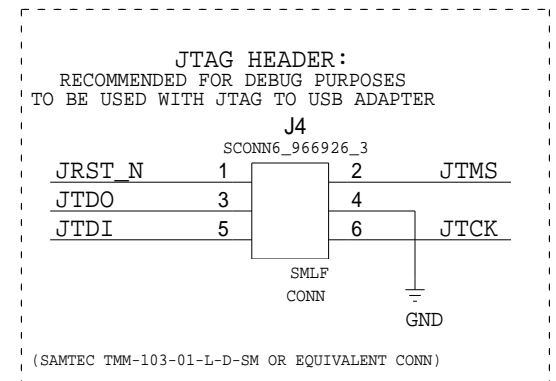 JTAG HEADER:
RECOMMENDED FOR DEBUG PURPOSES
TO BE USED WITH JTAG TO USB ADAPTER
J4
SCONN6_966926_3
JRST_N 1 2 JTMS
JTDO 3 4
JTDI 5 6 JTCK
SMLF
CONN
GND
(SAMTEC TMM-103-01-L-D-SM OR EQUIVALENT CONN)